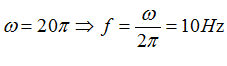 ω = 20π ⇒ f = ω/2π = 10Hz